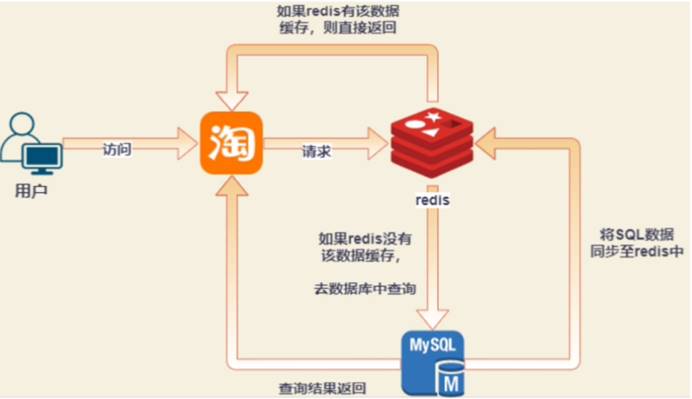 如果redis有该数据
缓存，则直接返回
淘
访问
请求
用户
redis
如果redis没有
该数据缓存，
去数据库中查询
将SQL数据
同步至redis中
MySQL
M
查询结果返回